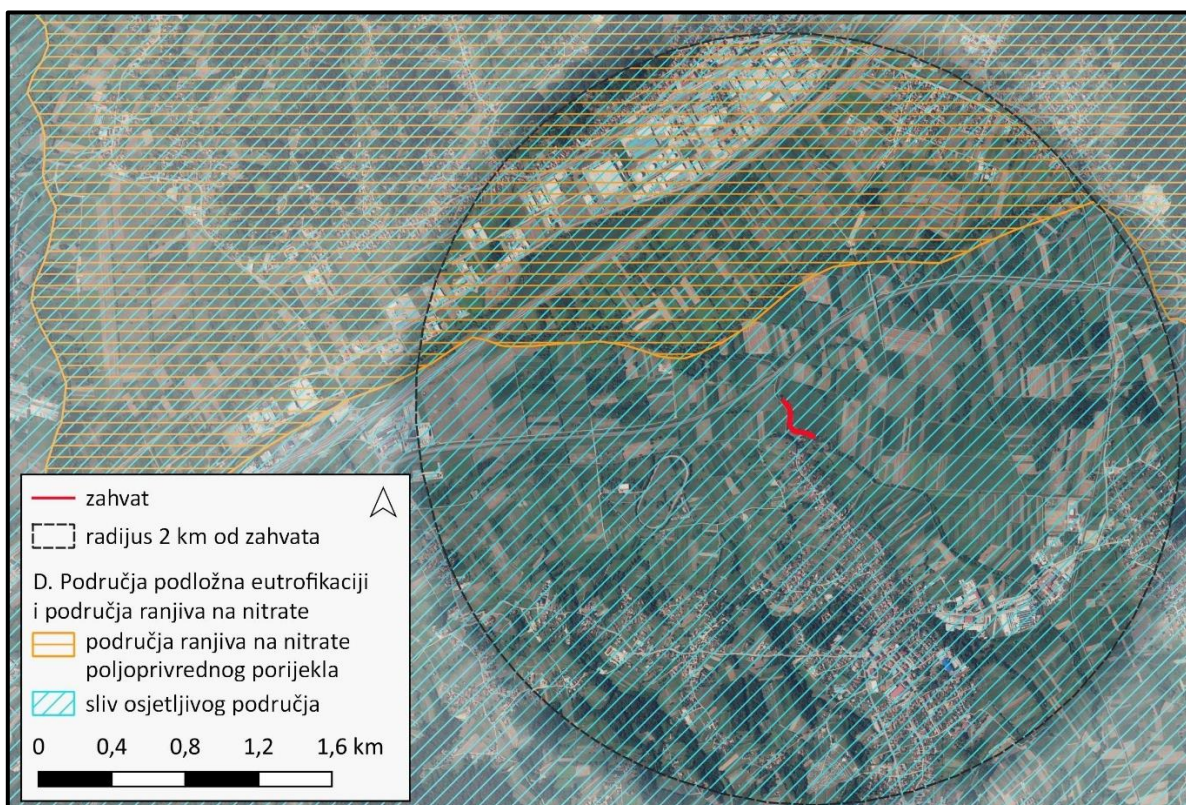 zahvat
radijus 2 km od zahvata
D. Područja podložna eutrofikaciji
i područja ranjiva na nitrate
područja ranjiva na nitrate
poljoprivrednog porijekla
sliv osjetljivog područja
0 0,4 0,8 1,2 1,6 km